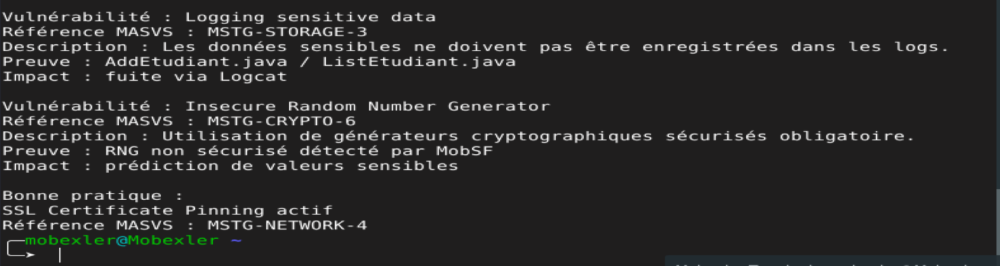 Vulnérabilité : Logging sensitive data
Référence MASVS : MSTG-STORAGE-3
Description : Les données sensibles ne doivent pas être enregistrées dans les logs.
Preuve : AddEtudiant.java / ListEtudiant.java
Impact : fuite via Logcat
Vulnérabilité : Insecure Random Number Generator
Référence MASVS : MSTG-CRYPTO-6
Description : Utilisation de générateurs cryptographiques sécurisés obligatoire.
Preuve : RNG non sécurisé détecté par MobSF
Impact : prédiction de valeurs sensibles
Bonne pratique :
SSL Certificate Pinning actif
Référence MASVS : MSTG-NETWORK-4
mobexler@Mobexler ~